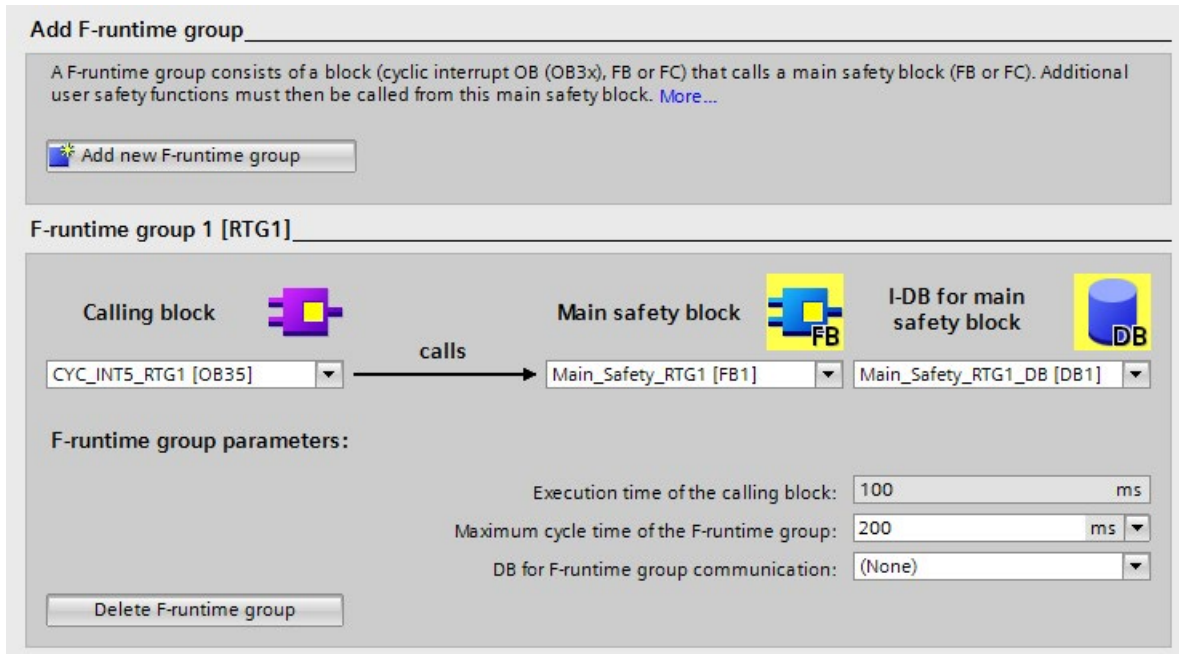 Add F-runtime group
A F-runtime group consists of a block (cyclic interrupt OB (OB3x), FB or FC) that calls a main safety block (FB or FC). Additional
user safety functions must then be called from this main safety block. More...
Add new F-runtime group
F-runtime group 1 [RTG1]
Calling block
Main safety block
FB
I-DB for main
safety block
DB
calls
CYC_INT5_RTG1 [OB35]
Main_Safety_RTG1 [FB1]
Main_Safety_RTG1_DB [DB1]
F-runtime group parameters:
Execution time of the calling block: 100 ms
Maximum cycle time of the F-runtime group: 200 ms
DB for F-runtime group communication: (None)
Delete F-runtime group